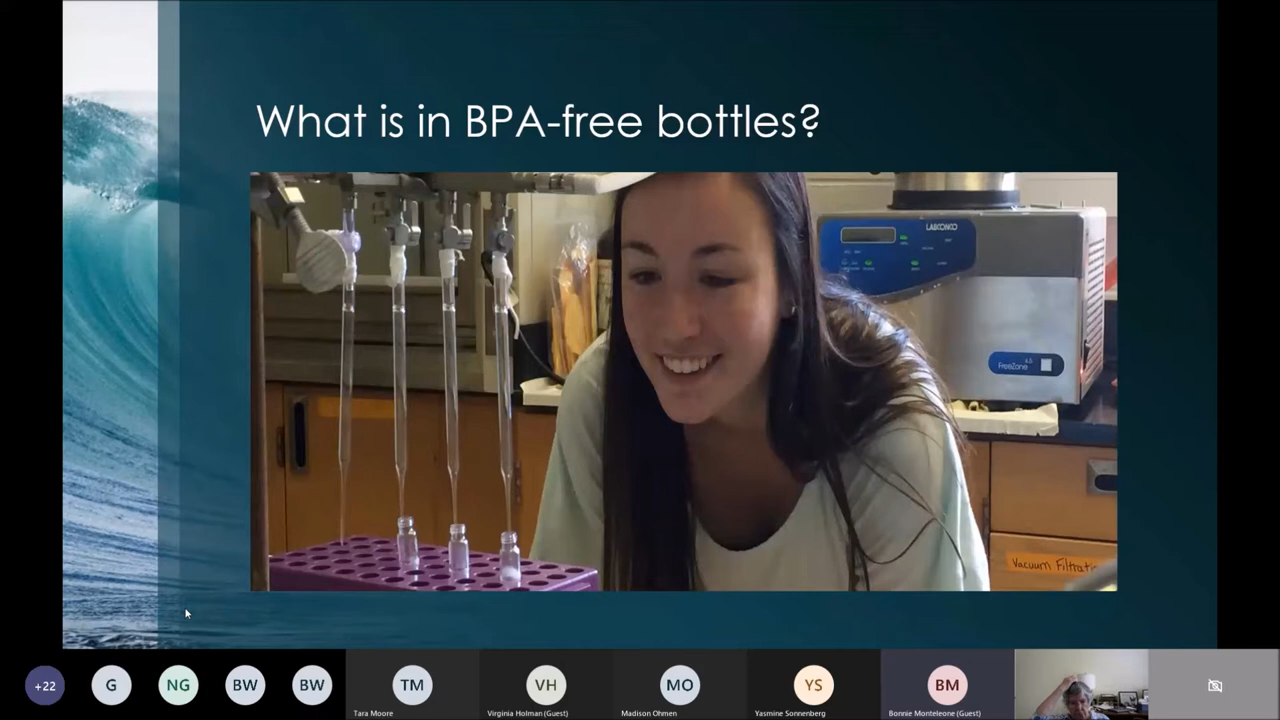 What is in BPA-free bottles?
LABCONCO
FreeZone
Vacuum Filtratio
+22
G
NG
BW
BW
TM
VH
MO
YS
BM
Tara Moore
Virginia Holman (Guest)
Madison Ohmen
Yasmine Sonnenberg
Bonnie Monteleone (Guest)